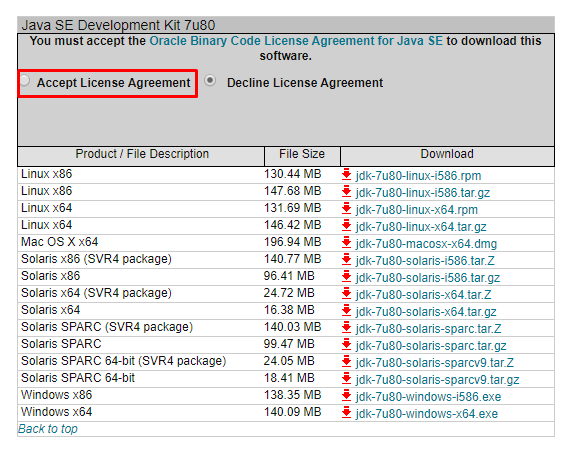 Java SE Development Kit 7u80
You must accept the Oracle Binary Code License Agreement for Java SE to download this
software.
Accept License Agreement Decline License Agreement
Product / File Description File Size Download
Linux x86 130.44 MB jdk-7u80-linux-i586.rpm
Linux x86 147.68 MB jdk-7u80-linux-i586.tar.gz
Linux x64 131.69 MB jdk-7u80-linux-x64.rpm
Linux x64 146.42 MB jdk-7u80-linux-x64.tar.gz
Mac OS X x64 196.94 MB jdk-7u80-macosx-x64.dmg
Solaris x86 (SVR4 package) 140.77 MB jdk-7u80-solaris-i586.tar.Z
Solaris x86 96.41 MB jdk-7u80-solaris-i586.tar.gz
Solaris x64 (SVR4 package) 24.72 MB jdk-7u80-solaris-x64.tar.Z
Solaris x64 16.38 MB jdk-7u80-solaris-x64.tar.gz
Solaris SPARC (SVR4 package) 140.03 MB jdk-7u80-solaris-sparc.tar.Z
Solaris SPARC 99.47 MB jdk-7u80-solaris-sparc.tar.gz
Solaris SPARC 64-bit (SVR4 package) 24.05 MB jdk-7u80-solaris-sparcv9.tar.Z
Solaris SPARC 64-bit 18.41 MB jdk-7u80-solaris-sparcv9.tar.gz
Windows x86 138.35 MB jdk-7u80-windows-i586.exe
Windows x64 140.09 MB jdk-7u80-windows-x64.exe
Back to top